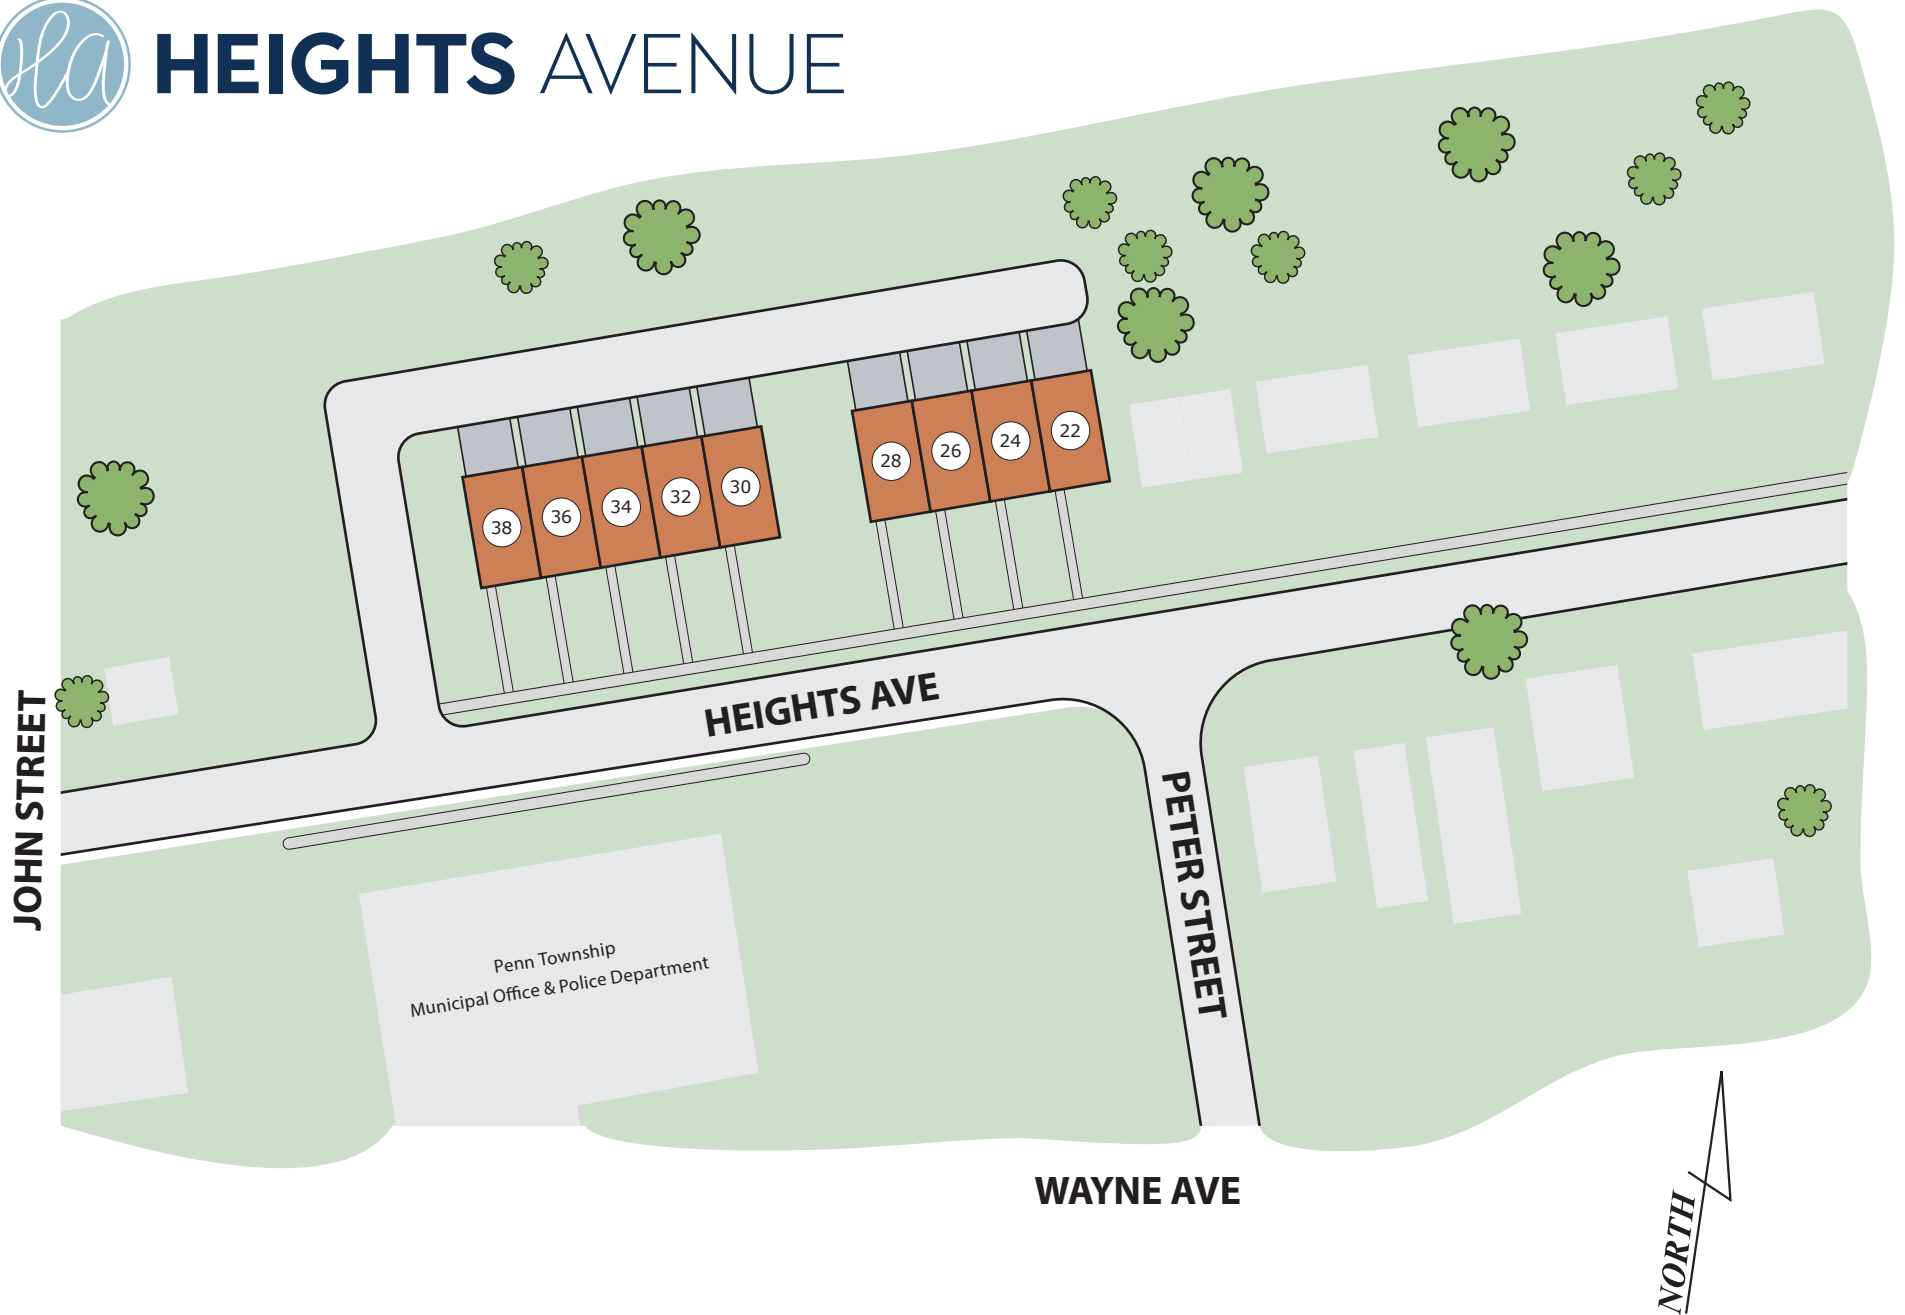 ha
HEIGHTS AVENUE
22
24
26
28
30
32
34
36
38
HEIGHTS AVE
JOHN STREET
PETER STREET
Penn Township
Municipal Office & Police Department
WAYNE AVE
NORTH